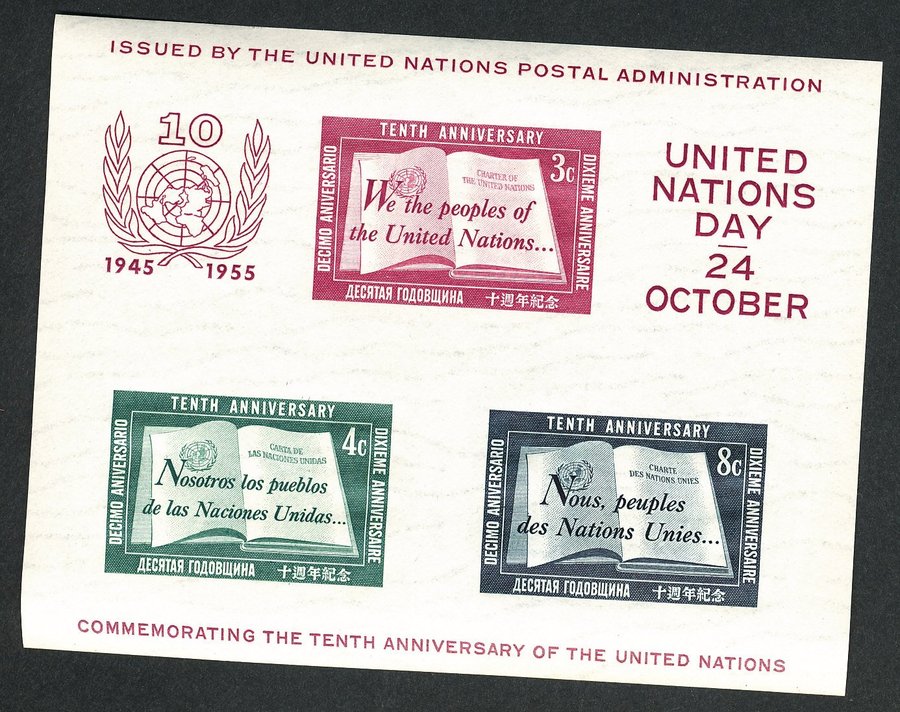 ISSUED BY THE UNITED NATIONS POSTAL ADMINISTRATION
10
1945 1955
TENTH ANNIVERSARY
DECIMO ANIVERSARIO
3c
CHARTER OF
THE UNITED NATIONS
We the peoples of
the United Nations...
DIXIEME ANNIVERSAIRE
ДЕСЯТАЯ ГОДОВЩИНА 十週年紀念
UNITED
NATIONS
DAY
24
OCTOBER
TENTH ANNIVERSARY
DECIMO ANIVERSARIO
4c
CARTA DE
LAS NACIONES UNIDAS
Nosotros los pueblos
de las Naciones Unidas...
DIXIEME ANNIVERSAIRE
ДЕСЯТАЯ ГОДОВЩИНА 十週年紀念
TENTH ANNIVERSARY
DECIMO ANIVERSARIO
8c
CHARTE
DES NATIONS UNIES
Nous, peuples
des Nations Unies...
DIXIEME ANNIVERSAIRE
ДЕСЯТАЯ ГОДОВЩИНА 十週年紀念
COMMEMORATING THE TENTH ANNIVERSARY OF THE UNITED NATIONS